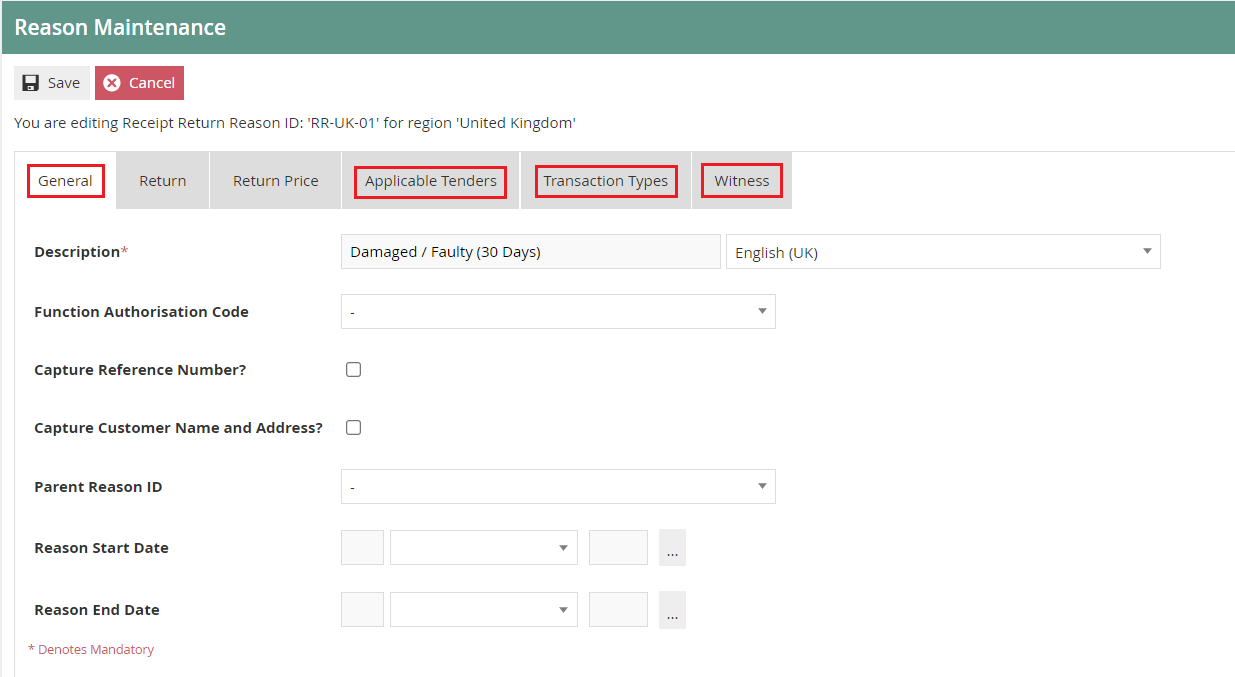 Reason Maintenance
Save Cancel
You are editing Receipt Return Reason ID: 'RR-UK-01' for region 'United Kingdom'
General Return Return Price Applicable Tenders Transaction Types Witness
Description* Damaged / Faulty (30 Days) English (UK)
Function Authorisation Code -
Capture Reference Number?
Capture Customer Name and Address?
Parent Reason ID -
Reason Start Date ...
Reason End Date ...
* Denotes Mandatory